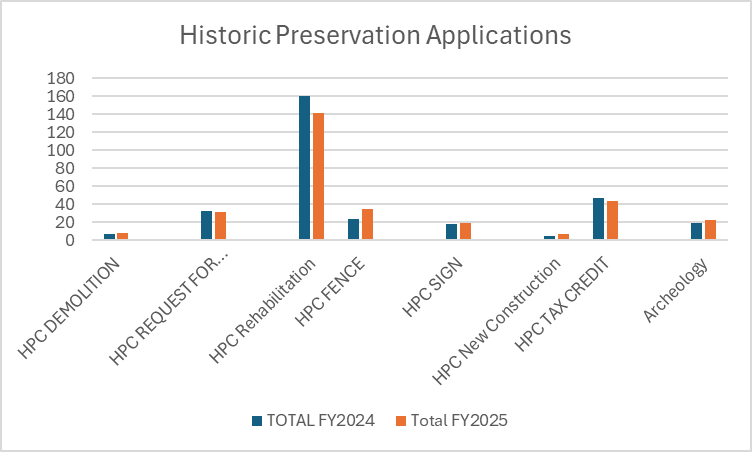 Historic Preservation Applications
180
160
140
120
100
80
60
40
20
0
HPC DEMOLITION
HPC REQUEST FOR...
HPC Rehabilitation
HPC FENCE
HPC SIGN
HPC New Construction
HPC TAX CREDIT
Archeology
TOTAL FY2024
Total FY2025